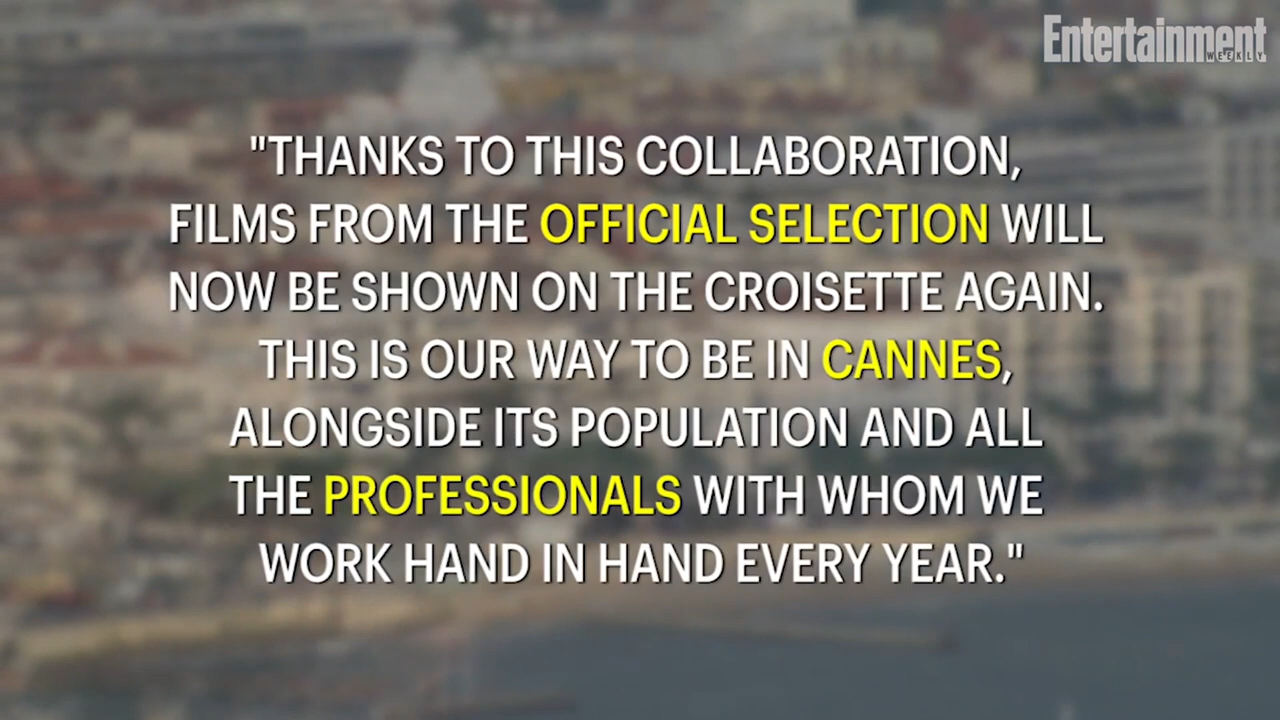 Entertainment
WEEKLY
"THANKS TO THIS COLLABORATION,
FILMS FROM THE OFFICIAL SELECTION WILL
NOW BE SHOWN ON THE CROISETTE AGAIN.
THIS IS OUR WAY TO BE IN CANNES,
ALONGSIDE ITS POPULATION AND ALL
THE PROFESSIONALS WITH WHOM WE
WORK HAND IN HAND EVERY YEAR."